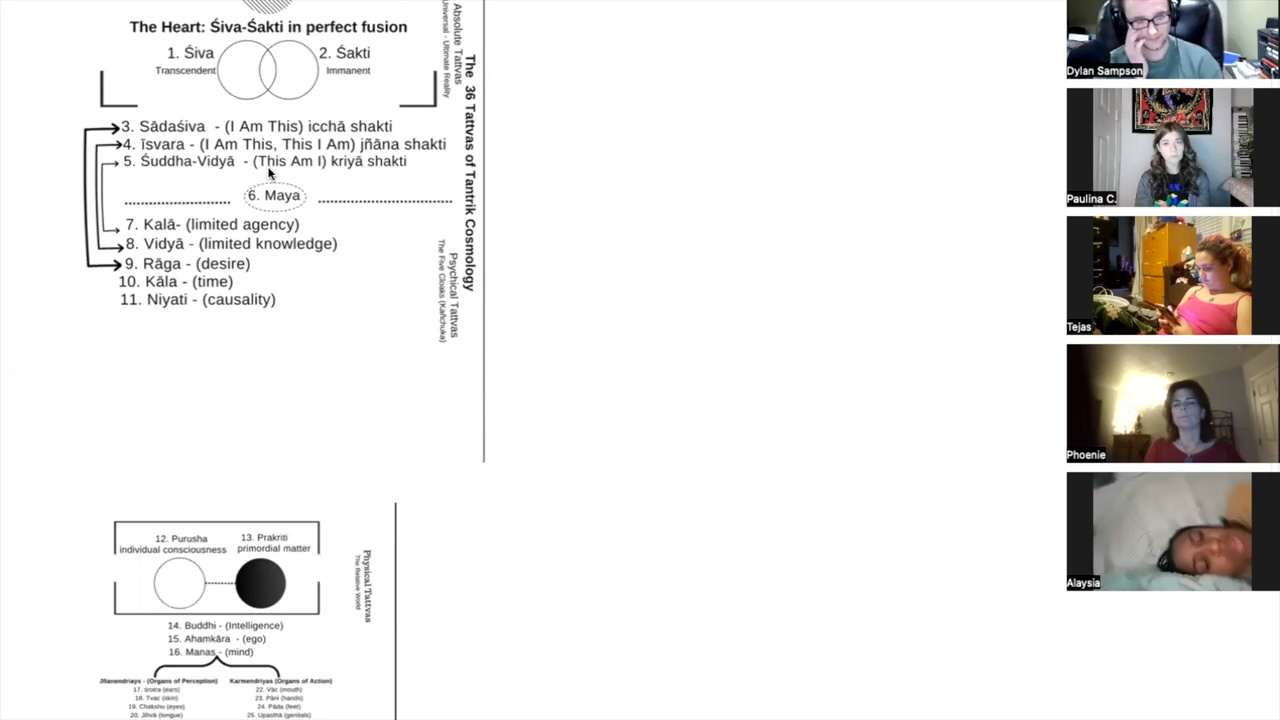 The Heart: Śiva-Śakti in perfect fusion
1. Śiva
2. Śakti
Transcendent
Immanent
3. Sādaśiva - (I Am This) icchā shakti
4. īsvara - (I Am This, This I Am) jñāna shakti
5. Śuddha-Vidyā - (This Am I) kriyā shakti
6. Maya
7. Kalā- (limited agency)
8. Vidyā - (limited knowledge)
9. Rāga - (desire)
10. Kāla - (time)
11. Niyati - (causality)
The 36 Tattvas of Tantrik Cosmology
Absolute Tattvas
Universal - Ultimate Reality
Psychical Tattvas
The Five Cloaks (Kañchuka)
12. Purusha
individual consciousness
13. Prakriti
primordial matter
Physical Tattvas
The Relative World
14. Buddhi - (Intelligence)
15. Ahamkāra - (ego)
16. Manas - (mind)
Jñanendriays - (Organs of Perception)
17. śrotra (ears)
18. Tvac (skin)
19. Chakshu (eyes)
20. Jihvā (tongue)
Karmendriyas (Organs of Action)
22. Vāc (mouth)
23. Pāni (hands)
24. Pāda (feet)
25. Upasthā (genitals)
Dylan Sampson
Paulina C.
Tejas
Phoenie
Alaysia